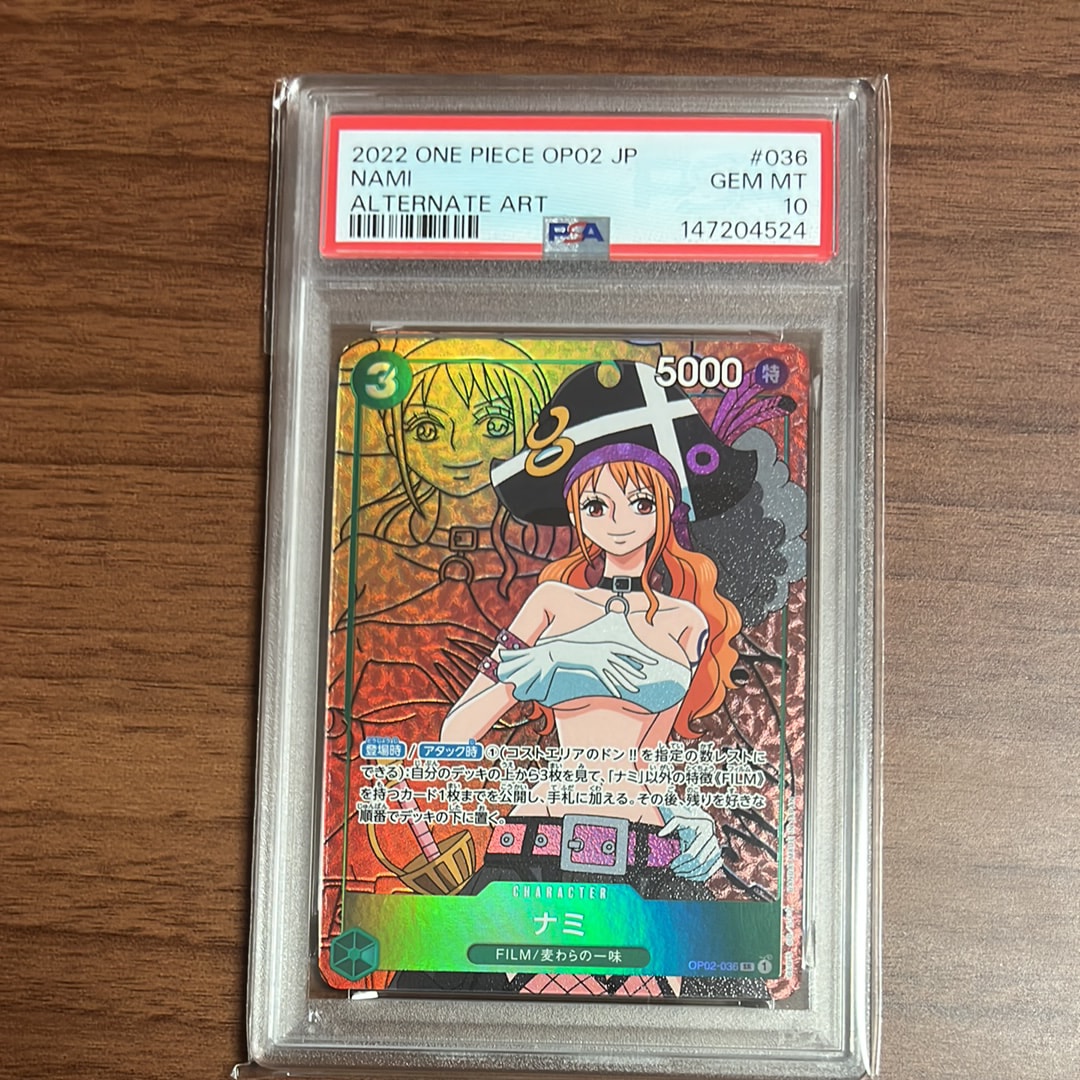 2022 ONE PIECE OP02 JP #036
NAMI GEM MT
ALTERNATE ART 10
PSA 147204524
3 5000 特
登場時 / アタック時 ①(コストエリアのドン‼を指定の数レストに
できる):自分のデッキの上から3枚を見て、「ナミ」以外の特徴《FILM》
を持つカード1枚までを公開し、手札に加える。その後、残りを好きな
順番でデッキの下に置く。
CHARACTER
ナミ
FILM/麦わらの一味
OP02-036 SR 1